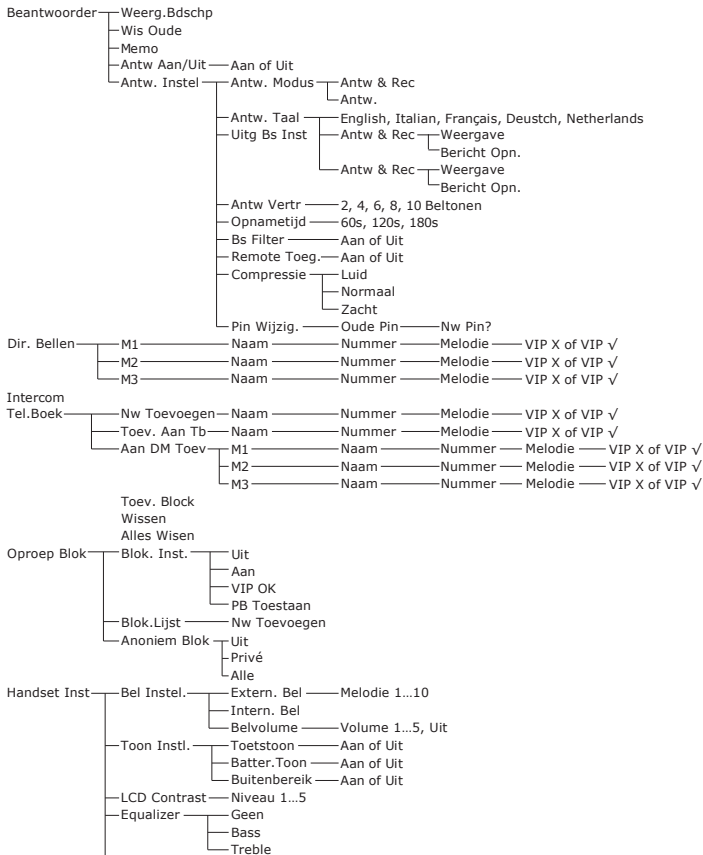 Beantwoorder Weerg.Bdschp
Wis Oude
Memo
Antw Aan/Uit Aan of Uit
Antw. Instel Antw. Modus Antw & Rec
Antw.
Antw. Taal English, Italian, Français, Deustch, Netherlands
Uitg Bs Inst Antw & Rec Weergave
Bericht Opn.
Antw & Rec Weergave
Bericht Opn.
Antw Vertr 2, 4, 6, 8, 10 Beltonen
Opnametijd 60s, 120s, 180s
Bs Filter Aan of Uit
Remote Toeg. Aan of Uit
Compressie Luid
Normaal
Zacht
Pin Wijzig. Oude Pin Nw Pin?
Dir. Bellen M1 Naam Nummer Melodie VIP X of VIP √
M2 Naam Nummer Melodie VIP X of VIP √
M3 Naam Nummer Melodie VIP X of VIP √
Intercom
Tel.Boek Nw Toevoegen Naam Nummer Melodie VIP X of VIP √
Toev. Aan Tb Naam Nummer Melodie VIP X of VIP √
Aan DM Toev M1 Naam Nummer Melodie VIP X of VIP √
M2 Naam Nummer Melodie VIP X of VIP √
M3 Naam Nummer Melodie VIP X of VIP √
Toev. Block
Wissen
Alles Wisen
Oproep Blok Blok. Inst. Uit
Aan
VIP OK
PB Toestaan
Blok.Lijst Nw Toevoegen
Anoniem Blok Uit
Privé
Alle
Handset Inst Bel Instel. Extern. Bel Melodie 1...10
Intern. Bel
Belvolume Volume 1...5, Uit
Toon Instl. Toetstoon Aan of Uit
Batter.Toon Aan of Uit
Buitenbereik Aan of Uit
LCD Contrast Niveau 1...5
Equalizer Geen
Bass
Treble